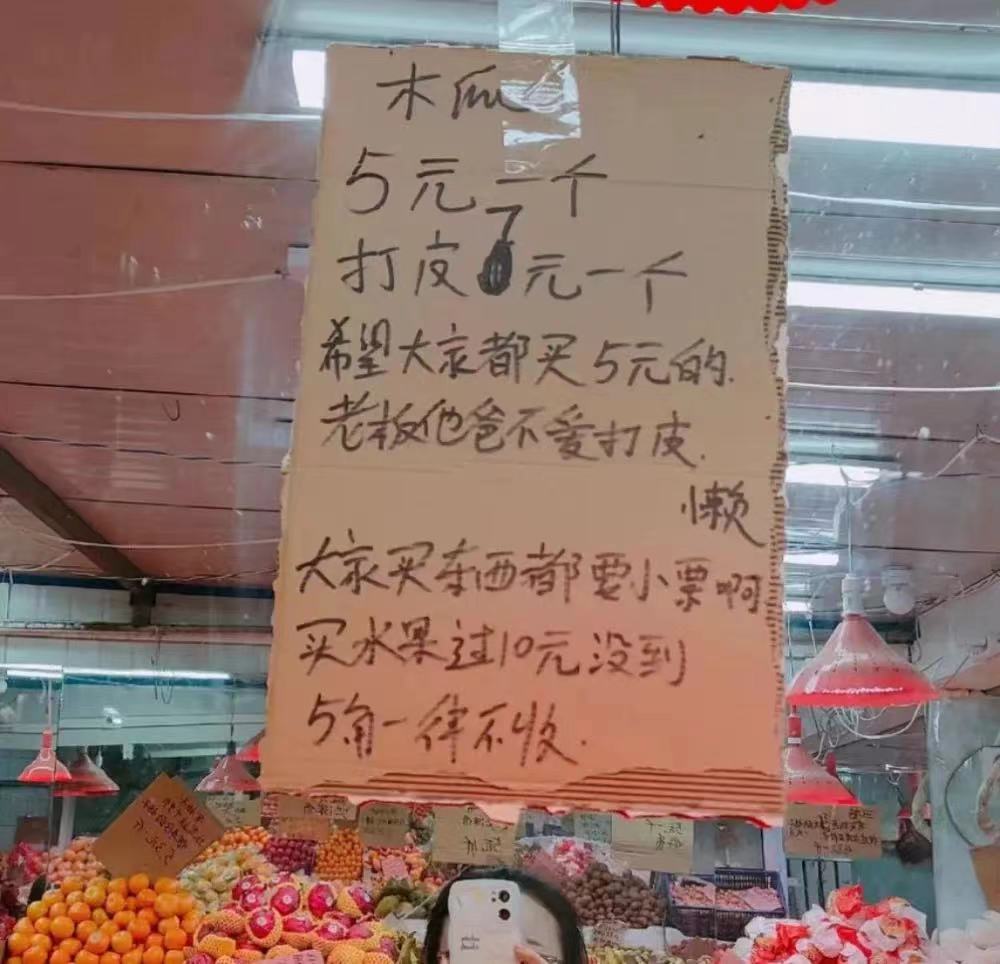 木瓜
5元一个
打皮7元一个
希望大家都买5元的.
老板他爸不爱打皮.
懒
大家买东西都要小票啊
买水果过10元没到
5角一律不收.